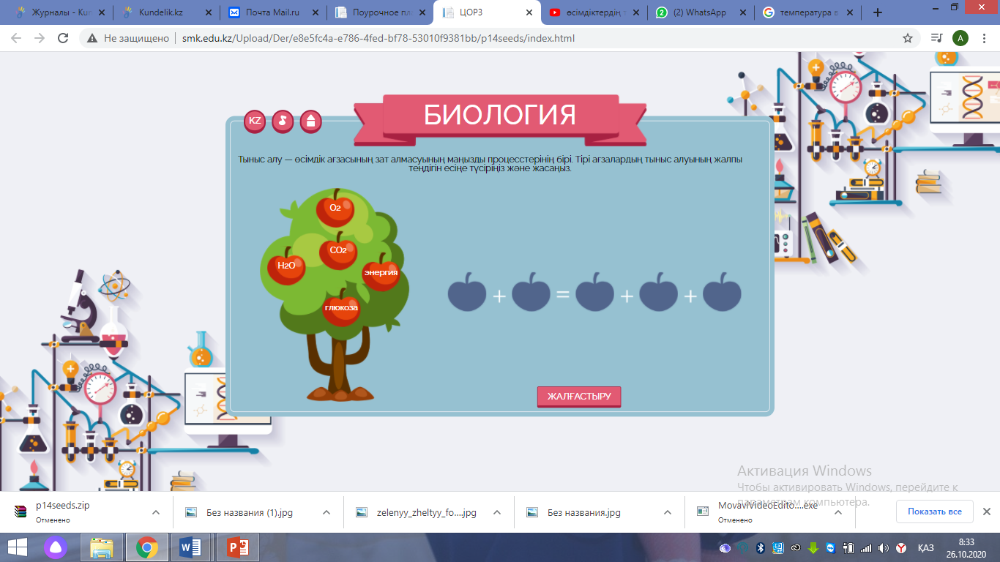 Журналы - Kun
Kundelik.kz
Почта Mail.ru
Поурочное пла
ЦОР3
өсімдіктердің т
(2) WhatsApp
температура в
Не защищено
smk.edu.kz/Upload/Der/e8e5fc4a-e786-4fed-bf78-53010f9381bb/p14seeds/index.html
A
KZ
БИОЛОГИЯ
Тыныс алу — өсімдік ағзасының зат алмасуының маңызды процесстерінің бірі. Тірі ағзалардың тыныс алуының жалпы
теңдігін есіңе түсіріңіз және жасаңыз.
O2
CO2
H2O
энергия
глюкоза
+ = + +
ЖАЛҒАСТЫРУ
Активация Windows
Чтобы активировать Windows, перейдите к
параметрам компьютера.
p14seeds.zip
Отменено
Без названия (1).jpg
zelenyy_zheltyy_fo....jpg
Без названия.jpg
MovaviVideoEdito....exe
Отменено
Показать все
ҚАЗ
8:33
26.10.2020